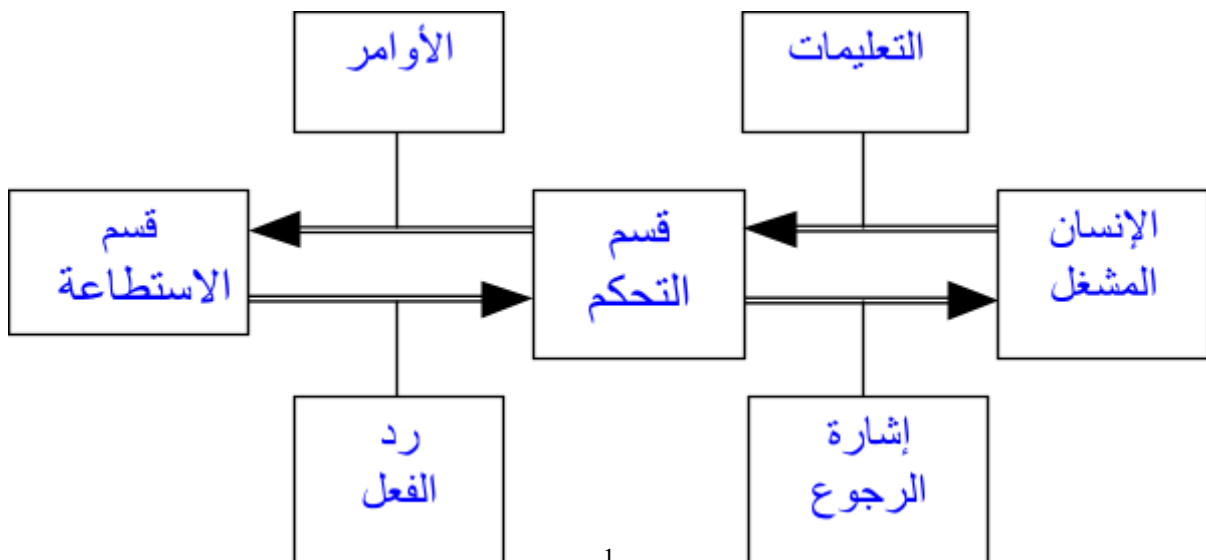 الأوامر
التعليمات
الإنسان
المشغل
قسم
التحكم
قسم
الاستطاعة
رد
الفعل
إشارة
الرجوع
1